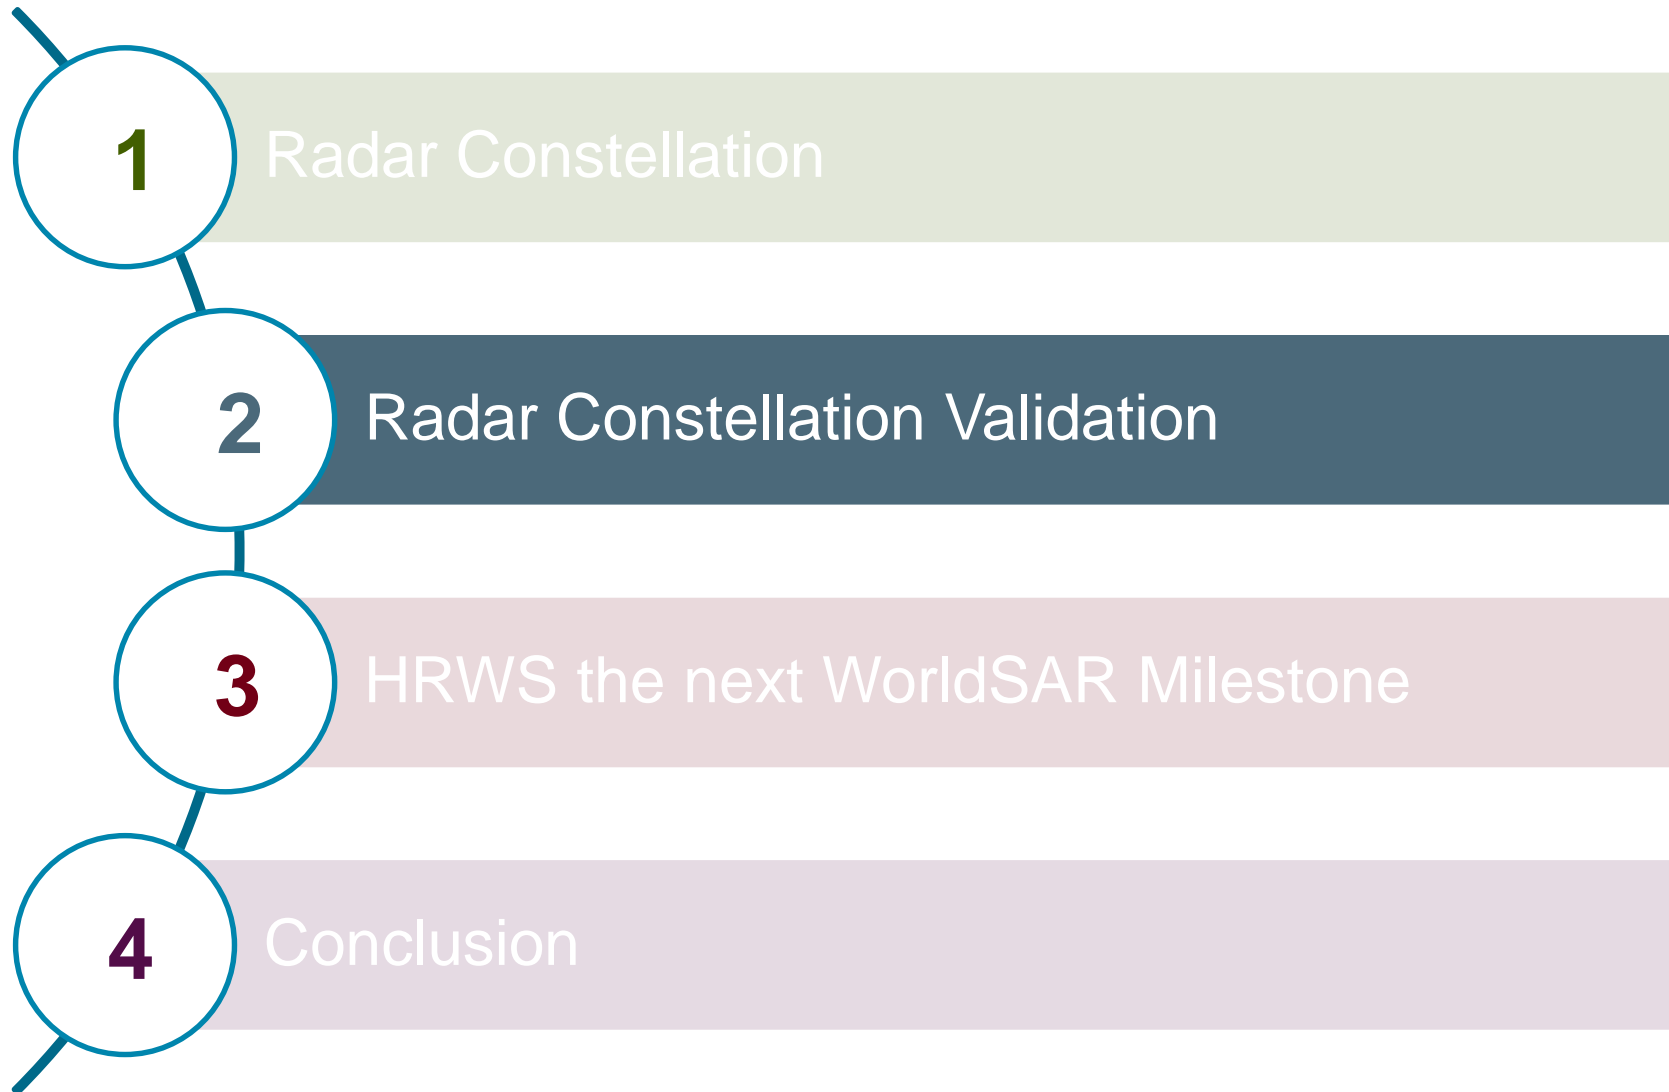 1
Radar Constellation
2
Radar Constellation Validation
3
HRWS the next WorldSAR Milestone
4
Conclusion